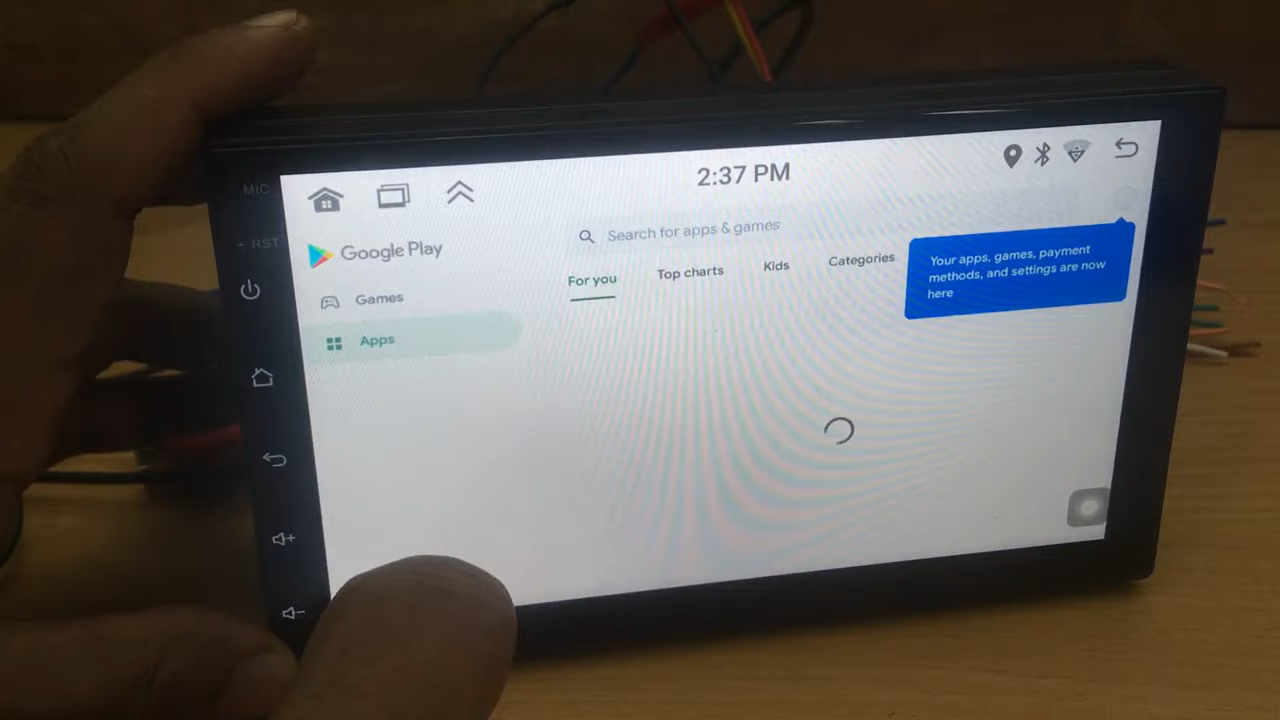 MIC
RST
2:37 PM
Google Play
Search for apps & games
Games
Apps
For you
Top charts
Kids
Categories
Your apps, games, payment
methods, and settings are now
here